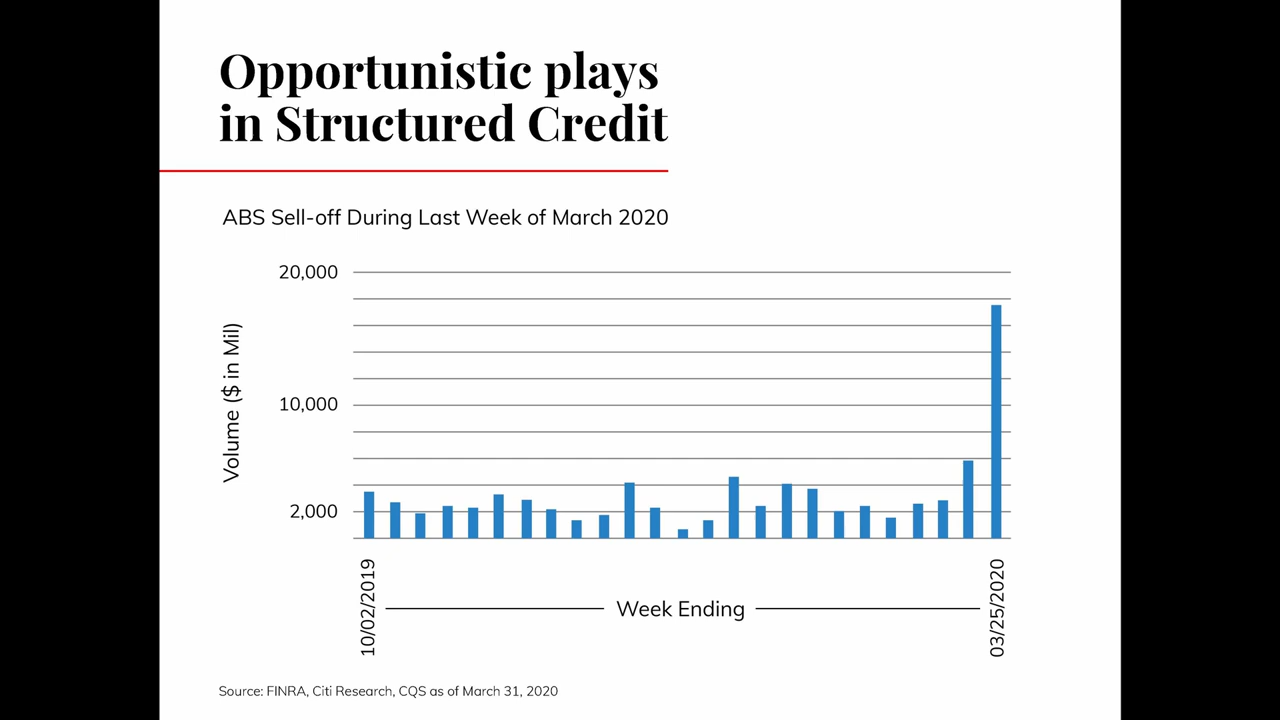 Opportunistic plays
in Structured Credit
ABS Sell-off During Last Week of March 2020
20,000
10,000
2,000
Volume ($ in Mil)
10/02/2019
Week Ending
03/25/2020
Source: FINRA, Citi Research, CQS as of March 31, 2020